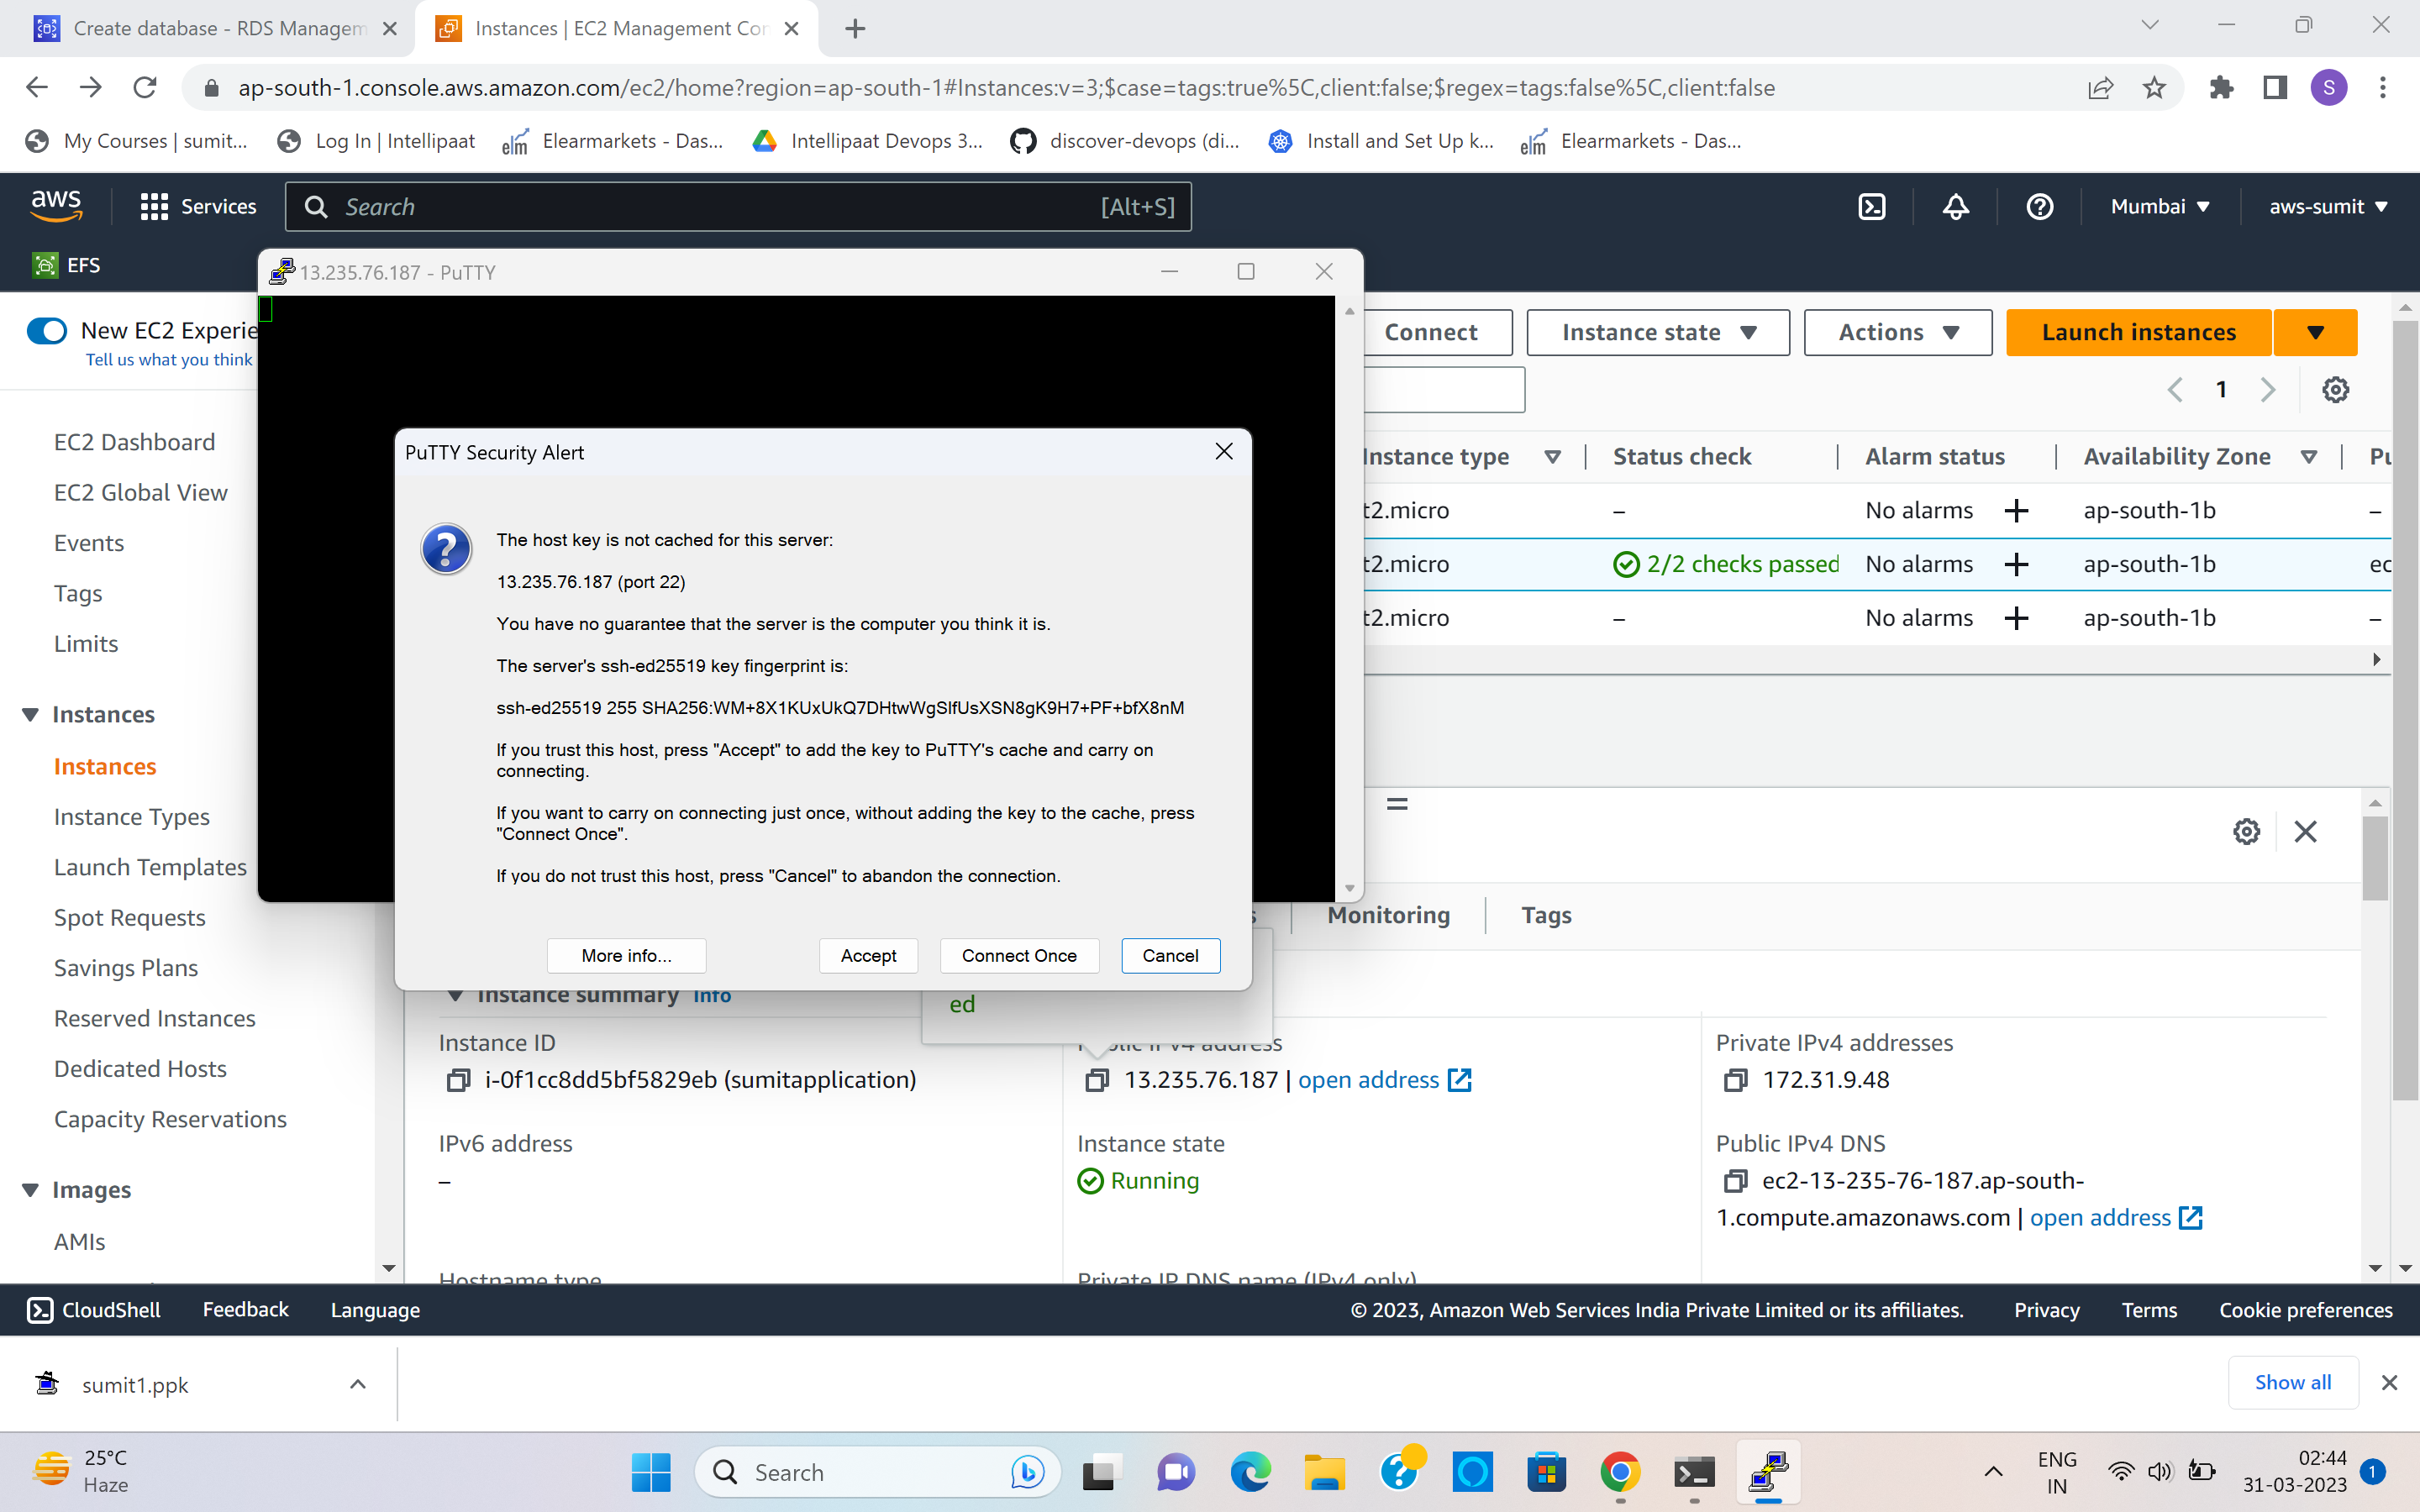 Create database - RDS Managem
Instances | EC2 Management Con
ap-south-1.console.aws.amazon.com/ec2/home?region=ap-south-1#Instances:v=3;$case=tags:true%5C,client:false;$regex=tags:false%5C,client:false
S
My Courses | sumit...
Log In | Intellipaat
elm Elearmarkets - Das...
Intellipaat Devops 3...
discover-devops (di...
Install and Set Up k...
elm Elearmarkets - Das...
aws
Services
Search
[Alt+S]
Mumbai
aws-sumit
EFS
13.235.76.187 - PuTTY
New EC2 Experie
Tell us what you think
Connect
Instance state
Actions
Launch instances
1
EC2 Dashboard
EC2 Global View
Events
Tags
Limits
Instances
Instances
Instance Types
Launch Templates
Spot Requests
Savings Plans
Reserved Instances
Dedicated Hosts
Capacity Reservations
Images
AMIs
Instance type
Status check
Alarm status
Availability Zone
Pu
t2.micro – No alarms + ap-south-1b –
t2.micro 2/2 checks passed No alarms + ap-south-1b ec
t2.micro – No alarms + ap-south-1b –
PuTTY Security Alert
The host key is not cached for this server:
13.235.76.187 (port 22)
You have no guarantee that the server is the computer you think it is.
The server's ssh-ed25519 key fingerprint is:
ssh-ed25519 255 SHA256:WM+8X1KUxUkQ7DHtwWgSlfUsXSN8gK9H7+PF+bfX8nM
If you trust this host, press "Accept" to add the key to PuTTY's cache and carry on
connecting.
If you want to carry on connecting just once, without adding the key to the cache, press
"Connect Once".
If you do not trust this host, press "Cancel" to abandon the connection.
More info...
Accept
Connect Once
Cancel
s
Monitoring
Tags
Instance summary Info
ed
Instance ID
i-0f1cc8dd5bf5829eb (sumitapplication)
Public IPv4 address
13.235.76.187 | open address
Private IPv4 addresses
172.31.9.48
IPv6 address
–
Instance state
Running
Public IPv4 DNS
ec2-13-235-76-187.ap-south-
1.compute.amazonaws.com | open address
Hostname type
Private IP DNS name (IPv4 only)
CloudShell
Feedback
Language
© 2023, Amazon Web Services India Private Limited or its affiliates.
Privacy
Terms
Cookie preferences
sumit1.ppk
Show all
25°C
Haze
Search
ENG
IN
02:44
31-03-2023
1